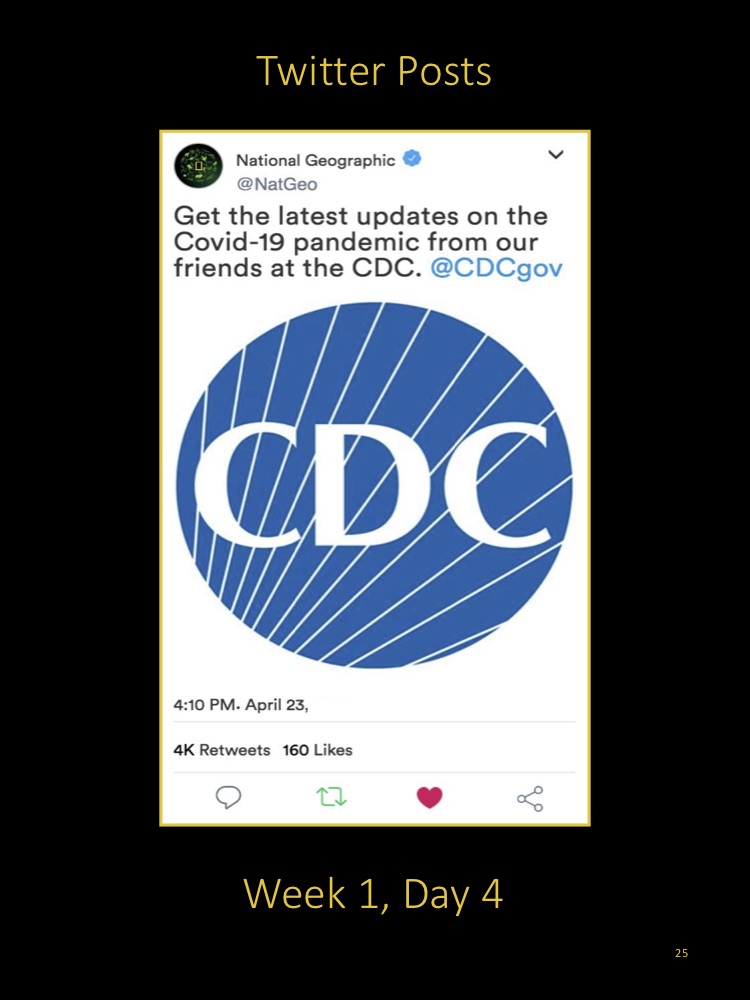 Twitter Posts
National Geographic
@NatGeo
Get the latest updates on the
Covid-19 pandemic from our
friends at the CDC. @CDCgov
CDC
4:10 PM. April 23,
4K Retweets 160 Likes
Week 1, Day 4
25